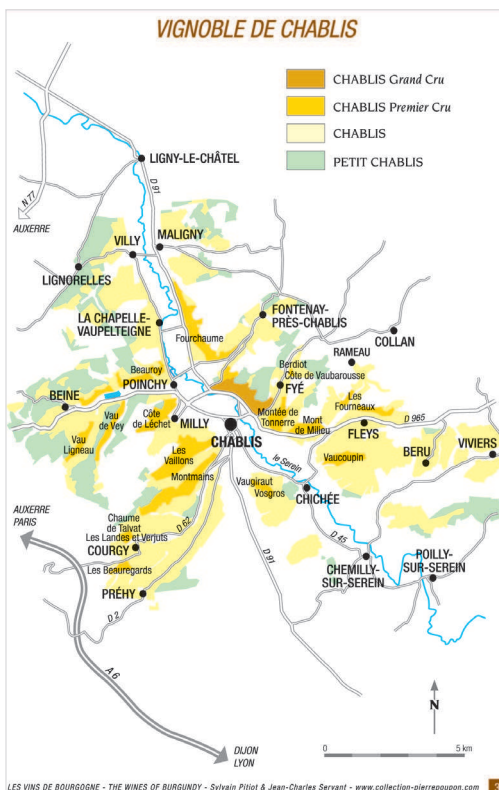 VIGNOBLE DE CHABLIS
CHABLIS Grand Cru
CHABLIS Premier Cru
CHABLIS
PETIT CHABLIS
LIGNY-LE-CHÂTEL
D 91
N 77
AUXERRE
VILLY
MALIGNY
LIGNORELLES
LA CHAPELLE-
VAUPELTEIGNE
FONTENAY-
PRÈS-CHABLIS
Fourchaume
COLLAN
RAMEAU
Berdiot
Côte de Vaubarousse
Beauroy
POINCHY
FYÉ
BEINE
Les
Fourneaux
Vau
de Vey
Côte
de Léchet
MILLY
Montée de
Tonnerre
Mont
de Milieu
D 965
CHABLIS
FLEYS
Vau
Ligneau
Les
Vaillons
Montmains
le Serein
Vaucoupin
BERU
VIVIERS
Vaugiraut
Vosgros
CHICHÉE
AUXERRE
PARIS
Chaume
de Talvat
Les Landes et Verjuts
D 62
COURGY
D 91
D 45
CHEMILLY-
SUR-SEREIN
POILLY-
SUR-SEREIN
Les Beauregards
PRÉHY
D 2
A 6
N
DIJON
LYON
0
5 km
LES VINS DE BOURGOGNE - THE WINES OF BURGUNDY - Sylvain Pitiot & Jean-Charles Servant - www.collection-pierrepoupon.com